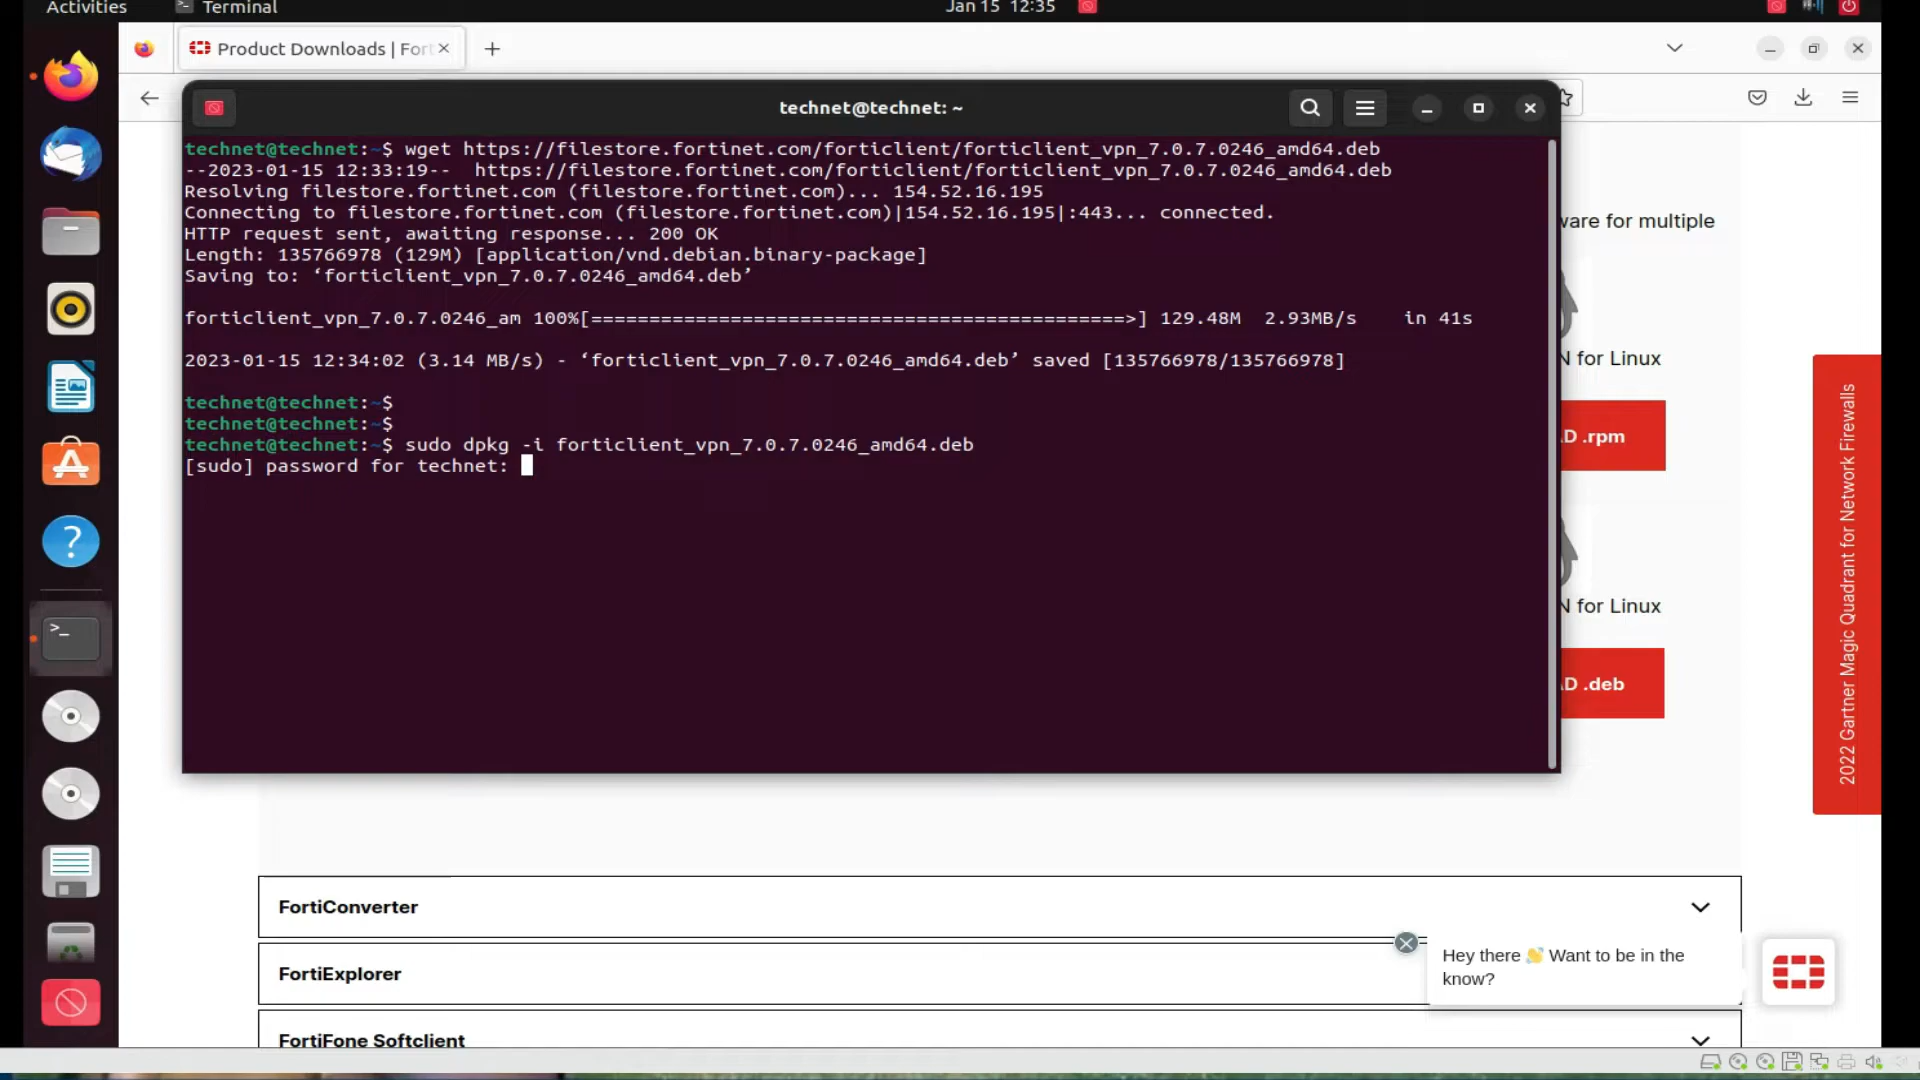 Activities
Terminal
Jan 15 12:35
Product Downloads | Fort
technet@technet: ~
technet@technet:~$ wget https://filestore.fortinet.com/forticlient/forticlient_vpn_7.0.7.0246_amd64.deb
--2023-01-15 12:33:19-- https://filestore.fortinet.com/forticlient/forticlient_vpn_7.0.7.0246_amd64.deb
Resolving filestore.fortinet.com (filestore.fortinet.com)... 154.52.16.195
Connecting to filestore.fortinet.com (filestore.fortinet.com)|154.52.16.195|:443... connected.
HTTP request sent, awaiting response... 200 OK
Length: 135766978 (129M) [application/vnd.debian.binary-package]
Saving to: ‘forticlient_vpn_7.0.7.0246_amd64.deb’
forticlient_vpn_7.0.7.0246_am 100%[==============================================>] 129.48M 2.93MB/s in 41s
2023-01-15 12:34:02 (3.14 MB/s) - ‘forticlient_vpn_7.0.7.0246_amd64.deb’ saved [135766978/135766978]
technet@technet:~$
technet@technet:~$
technet@technet:~$ sudo dpkg -i forticlient_vpn_7.0.7.0246_amd64.deb
[sudo] password for technet:
ware for multiple
N for Linux
D .rpm
N for Linux
AD .deb
2022 Gartner Magic Quadrant for Network Firewalls
FortiConverter
FortiExplorer
Hey there 👋 Want to be in the
know?
FortiFone Softclient